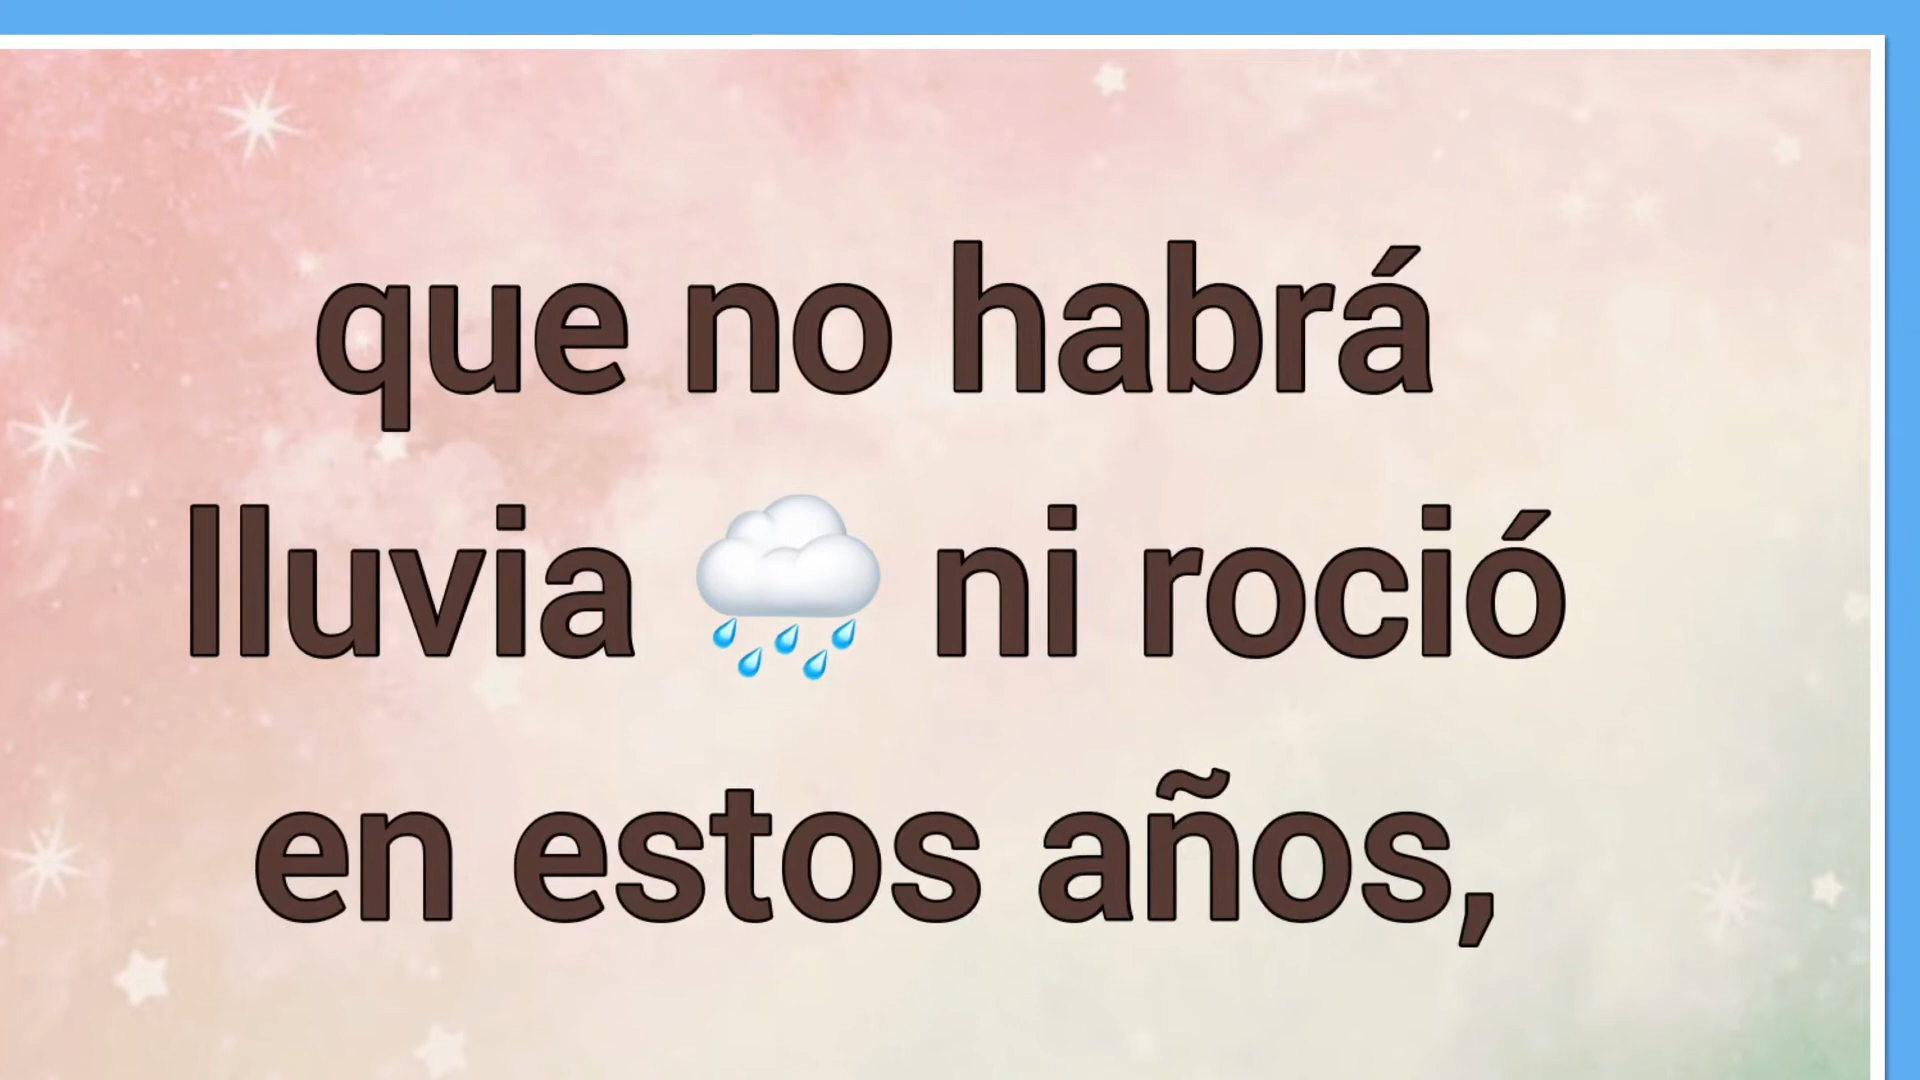 que no habrá
lluvia 🌧️ ni roció
en estos años,